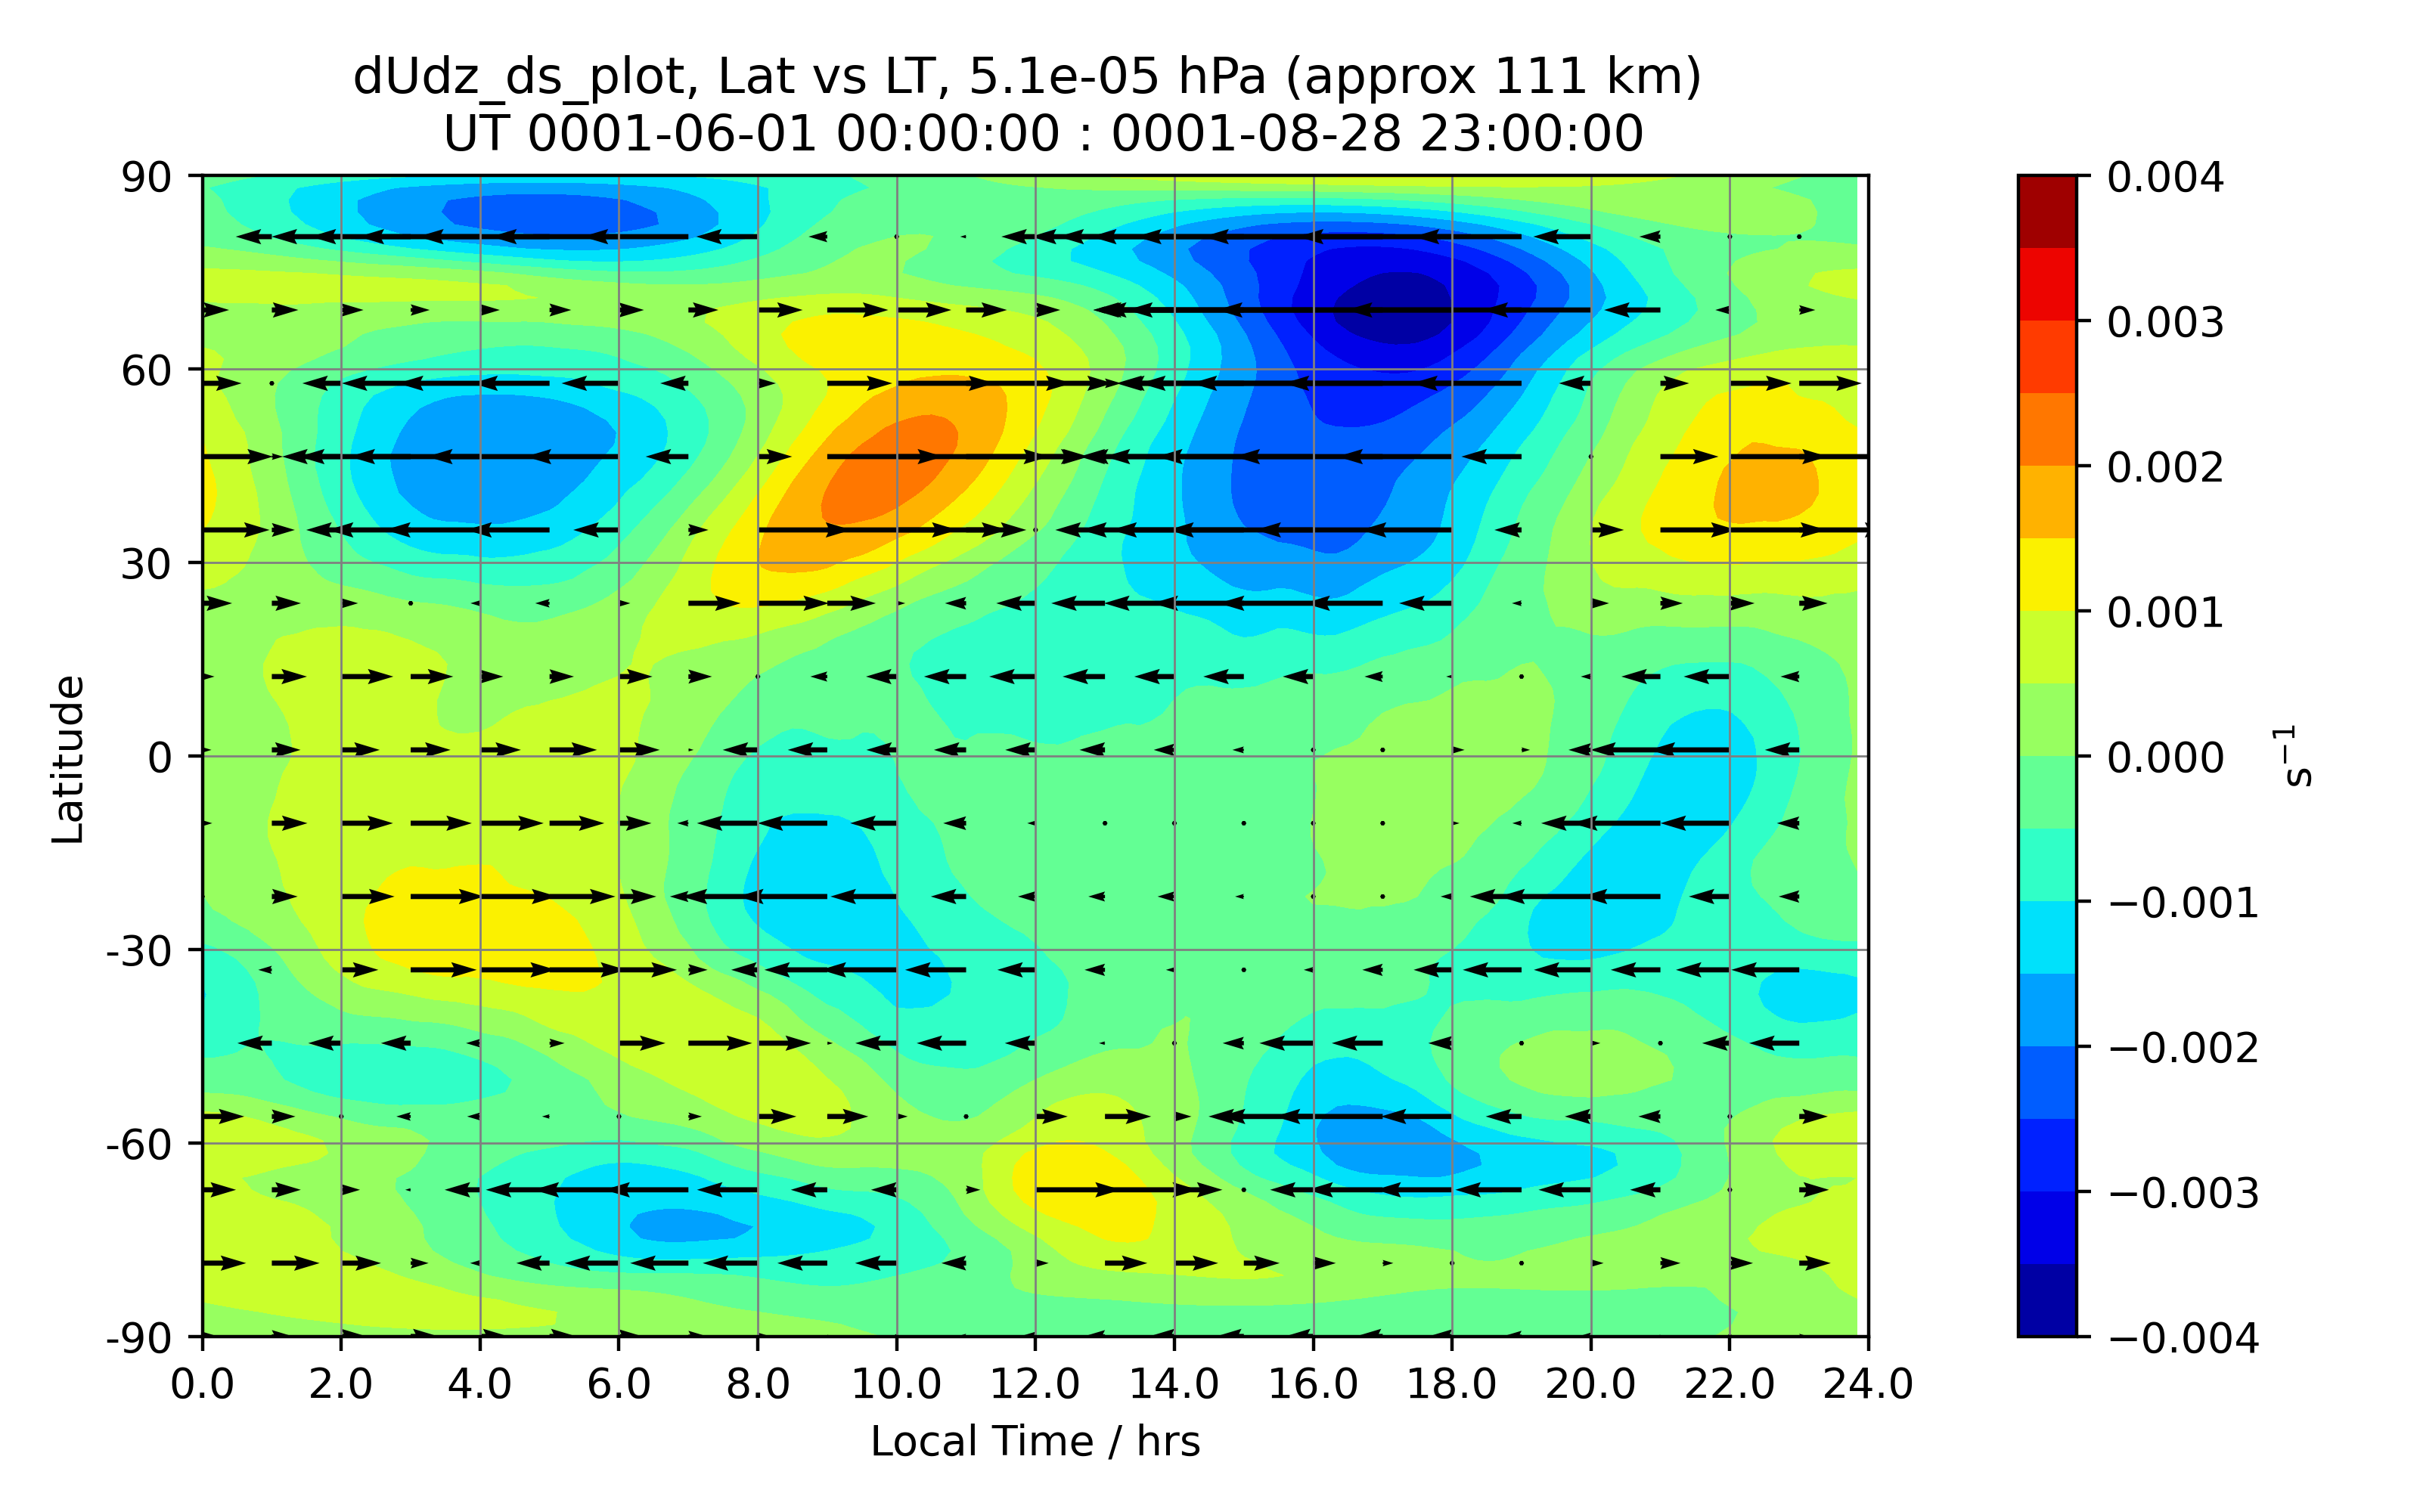 dUdz_ds_plot, Lat vs LT, 5.1e-05 hPa (approx 111 km)
UT 0001-06-01 00:00:00 : 0001-08-28 23:00:00
90
60
30
0
-30
-60
-90
Latitude
0.0 2.0 4.0 6.0 8.0 10.0 12.0 14.0 16.0 18.0 20.0 22.0 24.0
Local Time / hrs
0.004
0.003
0.002
0.001
0.000
−0.001
−0.002
−0.003
−0.004
s⁻¹